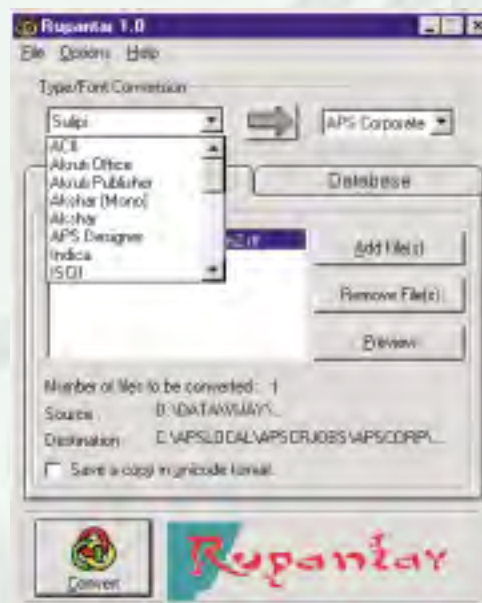 Rupantar 1.0
File Options Help
Type/Font Conversion
Sulipi
APS Corporate
ACII
Akruti Office
Akruti Publisher
Akshar (Mono)
Akshar
APS Designer
Indica
Database
Add File(s)
Remove File(s)
Preview
Number of files to be converted : 1
Source :
Destination :
Save a copy in unicode format.
Convert
Rupantar